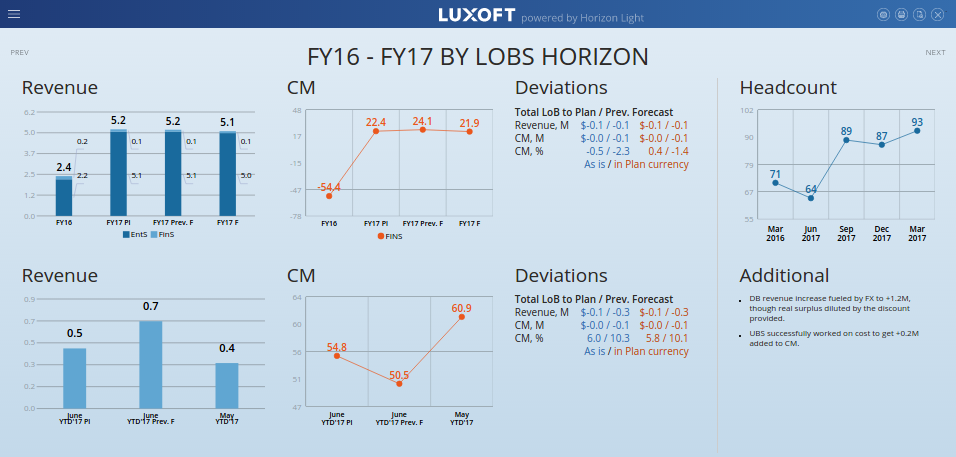 LUXOFT powered by Horizon Light
PREV
FY16 - FY17 BY LOBS HORIZON
NEXT
Revenue
6.2
5.0
3.7
2.5
1.2
0.0
2.4
5.2
5.2
5.1
0.2
0.1
0.1
0.1
2.2
5.1
5.1
5.0
FY16
FY17 Pl
FY17 Prev. F
FY17 F
EntS
FinS
CM
48
17
-15
-47
-78
-54.4
22.4
24.1
21.9
FY16
FY17 Pl
FY17 Prev. F
FY17 F
FINS
Deviations
Total LoB to Plan / Prev. Forecast
Revenue, M $-0.1 / -0.1 $-0.1 / -0.1
CM, M $-0.0 / -0.1 $-0.0 / -0.1
CM, % -0.5 / -2.3 0.4 / -1.4
As is / in Plan currency
Headcount
102
90
79
67
55
71
64
89
87
93
Mar
2016
Jun
2017
Sep
2017
Dec
2017
Mar
2017
Revenue
0.9
0.7
0.5
0.3
0.2
0.0
0.5
0.7
0.4
June
YTD'17 Pl
June
YTD'17 Prev. F
May
YTD'17
CM
64
60
56
51
47
54.8
50.5
60.9
June
YTD'17 Pl
June
YTD'17 Prev. F
May
YTD'17
Deviations
Total LoB to Plan / Prev. Forecast
Revenue, M $-0.1 / -0.3 $-0.1 / -0.3
CM, M $-0.0 / -0.1 $-0.0 / -0.1
CM, % 6.0 / 10.3 5.8 / 10.1
As is / in Plan currency
Additional
• DB revenue increase fueled by FX to +1.2M,
though real surplus diluted by the discount
provided.
• UBS successfully worked on cost to get +0.2M
added to CM.